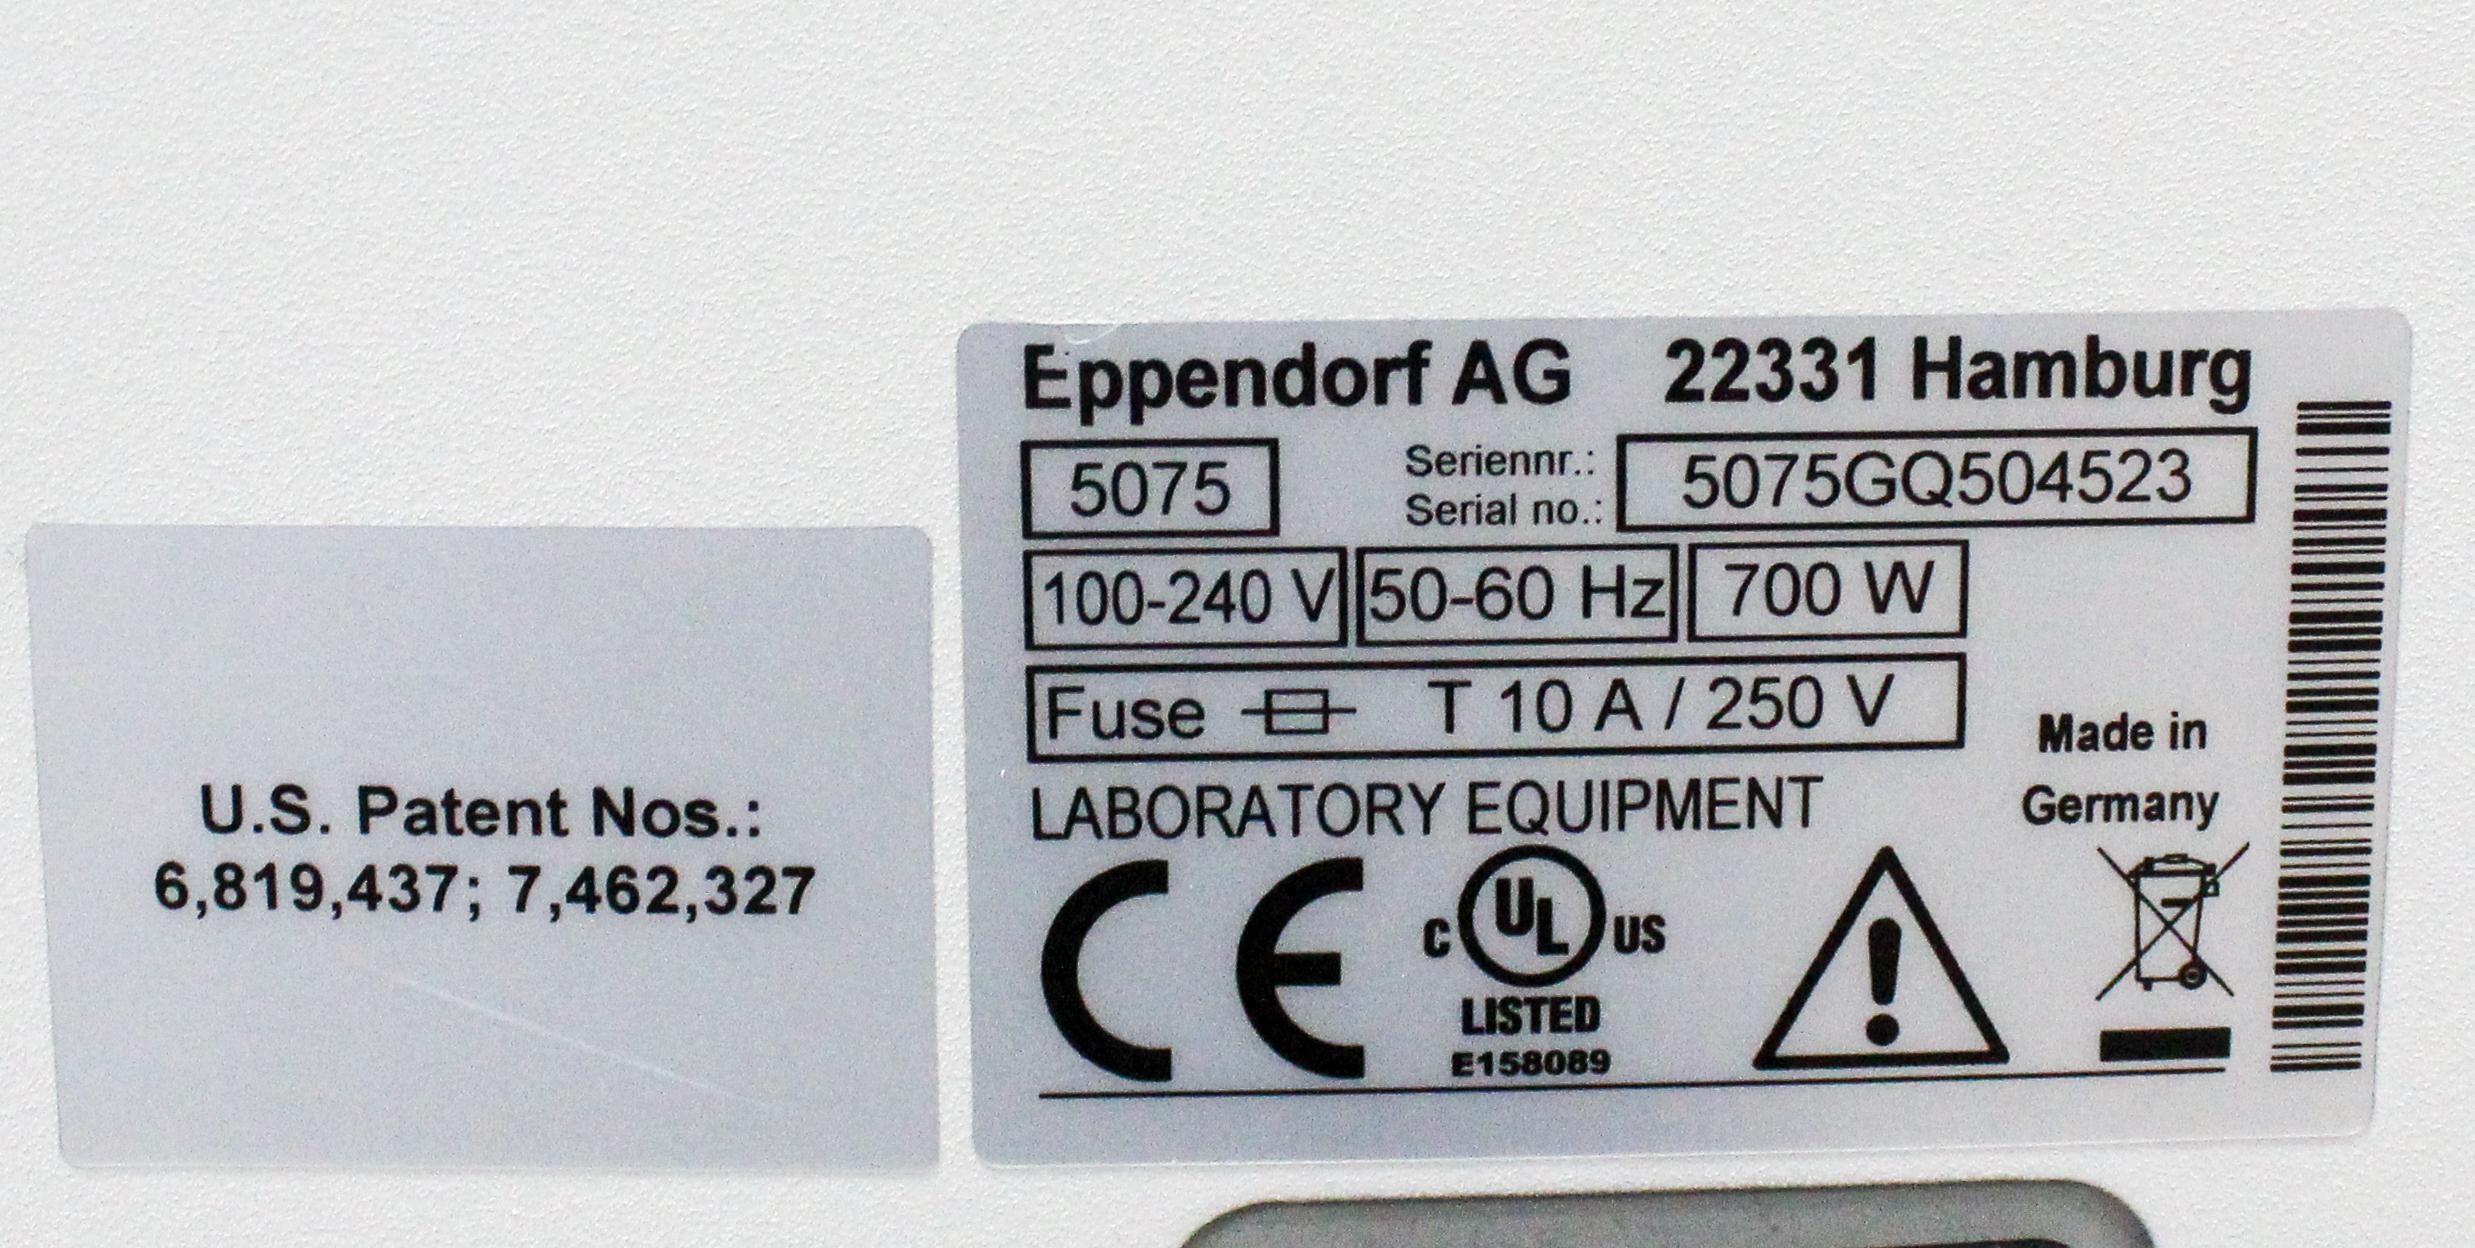 Eppendorf AG 22331 Hamburg
5075 Seriennr.: 5075GQ504523
Serial no.:
100-240 V 50-60 Hz 700 W
Fuse T 10 A / 250 V
Made in
Germany
LABORATORY EQUIPMENT
CE
C UL US
LISTED
E158089
U.S. Patent Nos.:
6,819,437; 7,462,327